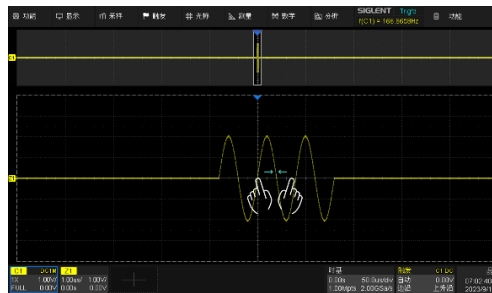 功能 显示 采样 触发 光标 测量 数学 分析 SIGLENT Trig'd 功能
f(C1) = 166.6658Hz
C1
C1
C1 DC1M Z1 时基 触发 C1 DC
1X 1.00V/ 1.00us/ 1.00V/ 0.00s 50.0us/div 自动 0.00V 07:02:40
FULL 0.00V 0.00s 0.00V 1.00Mpts 2.00GSa/s 边沿 上升沿 2023/9/1